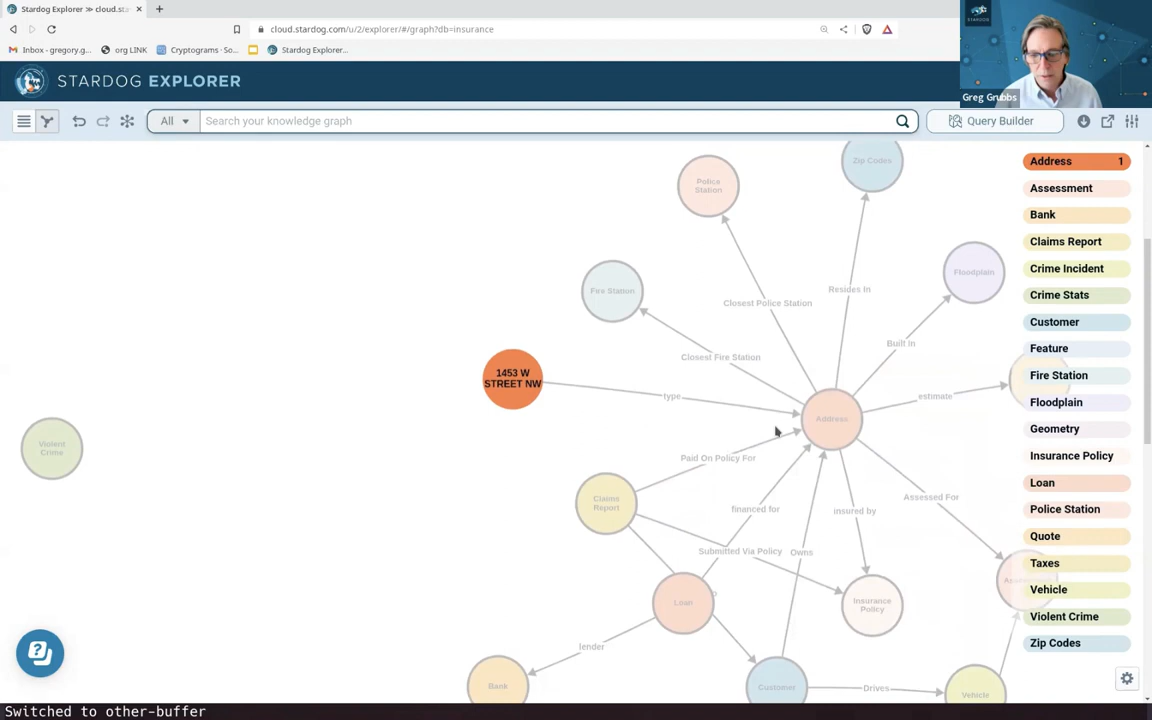 Stardog Explorer ≫ cloud.sta
cloud.stardog.com/u/2/explorer/#/graph?db=insurance
Inbox - gregory.g...
org LINK
Cryptograms - So...
Stardog Explorer...
STARDOG EXPLORER
STARDOG
Greg Grubbs
All
Search your knowledge graph
Query Builder
Zip Codes
Police
Station
Floodplain
Fire Station
Resides In
Closest Police Station
Built In
Closest Fire Station
1453 W
STREET NW
type
estimate
Address
Violent
Crime
Paid On Policy For
Claims
Report
financed for
insured by
Assessed For
Submitted Via Policy
Owns
Loan
Insurance
Policy
lender
Bank
Customer
Drives
Vehicle
Address 1
Assessment
Bank
Claims Report
Crime Incident
Crime Stats
Customer
Feature
Fire Station
Floodplain
Geometry
Insurance Policy
Loan
Police Station
Quote
Taxes
Vehicle
Violent Crime
Zip Codes
Switched to other-buffer